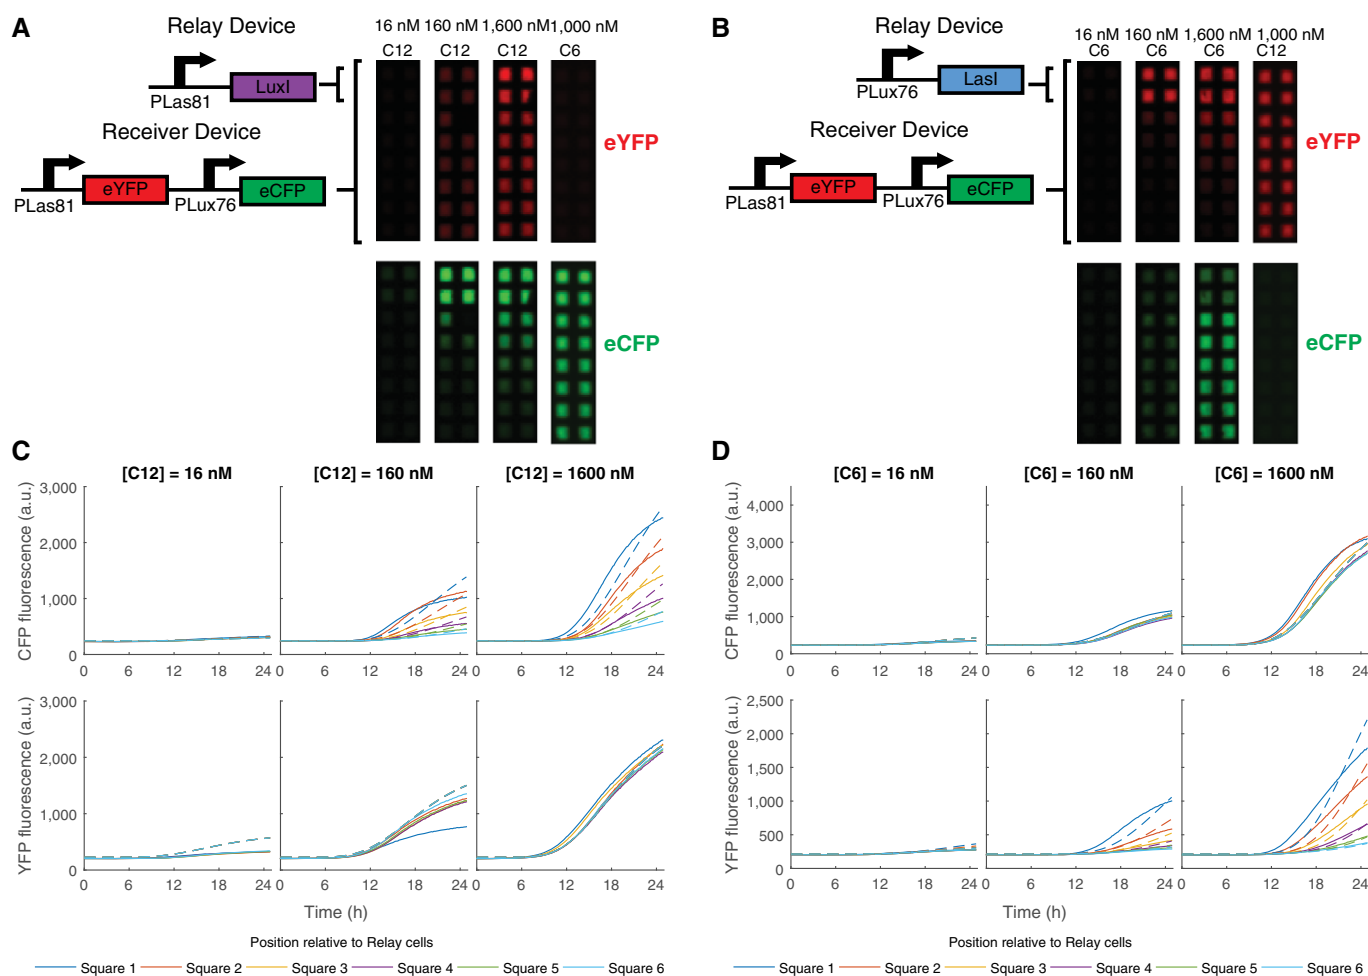 A
Relay Device
16 nM 160 nM 1,600 nM 1,000 nM
C12 C12 C12 C6
PLas81
LuxI
Receiver Device
eYFP
PLas81
eYFP
PLux76
eCFP
eCFP
B
Relay Device
16 nM 160 nM 1,600 nM 1,000 nM
C6 C6 C6 C12
PLux76
LasI
Receiver Device
eYFP
PLas81
eYFP
PLux76
eCFP
eCFP
C
[C12] = 16 nM [C12] = 160 nM [C12] = 1600 nM
CFP fluorescence (a.u.)
3,000
2,000
1,000
0
0 6 12 18 24 0 6 12 18 24 0 6 12 18 24
YFP fluorescence (a.u.)
3,000
2,000
1,000
0
0 6 12 18 24 0 6 12 18 24 0 6 12 18 24
Time (h)
Position relative to Relay cells
Square 1 Square 2 Square 3 Square 4 Square 5 Square 6
D
[C6] = 16 nM [C6] = 160 nM [C6] = 1600 nM
CFP fluorescence (a.u.)
4,000
3,000
2,000
1,000
0
0 6 12 18 24 0 6 12 18 24 0 6 12 18 24
YFP fluorescence (a.u.)
2,500
2,000
1,500
1,000
500
0
0 6 12 18 24 0 6 12 18 24 0 6 12 18 24
Time (h)
Position relative to Relay cells
Square 1 Square 2 Square 3 Square 4 Square 5 Square 6